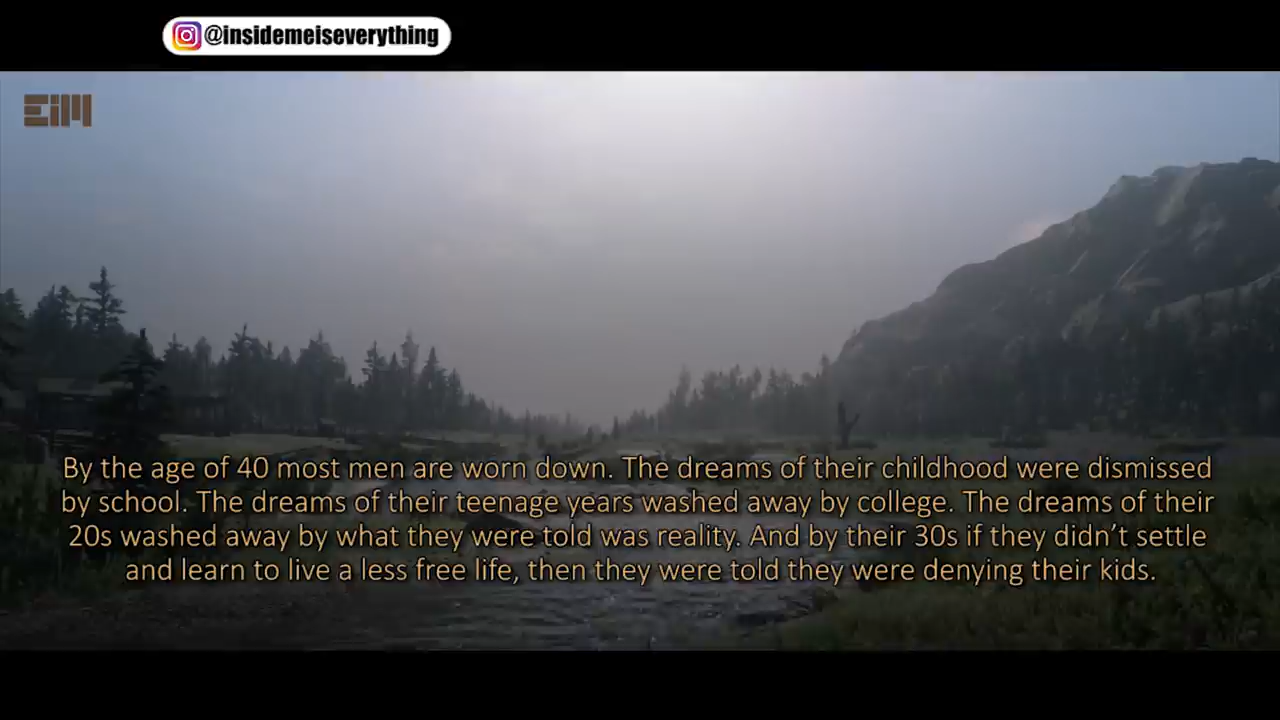 @insidemeiseverything
EiM
By the age of 40 most men are worn down. The dreams of their childhood were dismissed
by school. The dreams of their teenage years washed away by college. The dreams of their
20s washed away by what they were told was reality. And by their 30s if they didn’t settle
and learn to live a less free life, then they were told they were denying their kids.